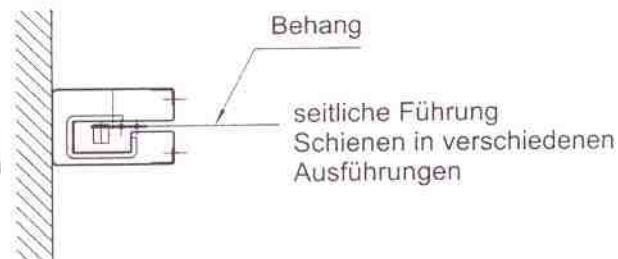 Behang
seitliche Führung
Schienen in verschiedenen
Ausführungen